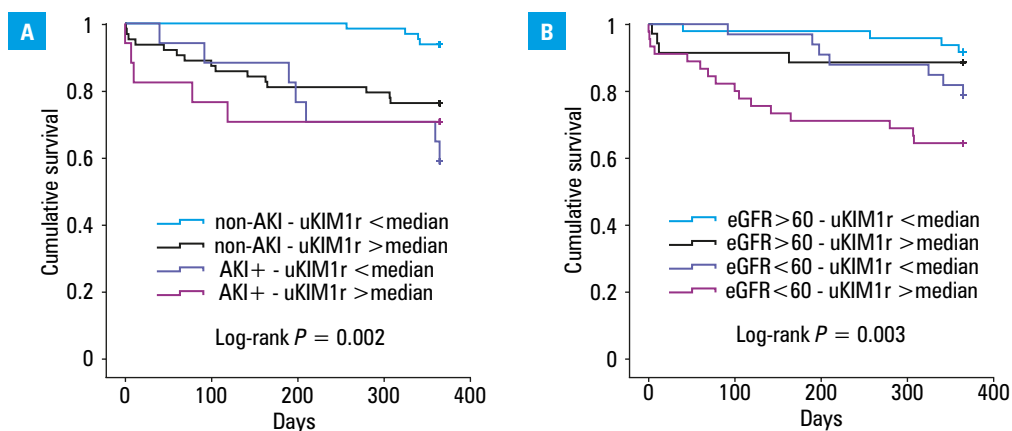 A
Cumulative survival
1
0.8
0.6
0.4
0.2
0
non-AKI - uKIM1r <median
non-AKI - uKIM1r >median
AKI+ - uKIM1r <median
AKI+ - uKIM1r >median
Log-rank P = 0.002
0 100 200 300 400
Days
B
Cumulative survival
1
0.8
0.6
0.4
0.2
0
eGFR>60 - uKIM1r <median
eGFR>60 - uKIM1r >median
eGFR<60 - uKIM1r <median
eGFR<60 - uKIM1r >median
Log-rank P = 0.003
0 100 200 300 400
Days